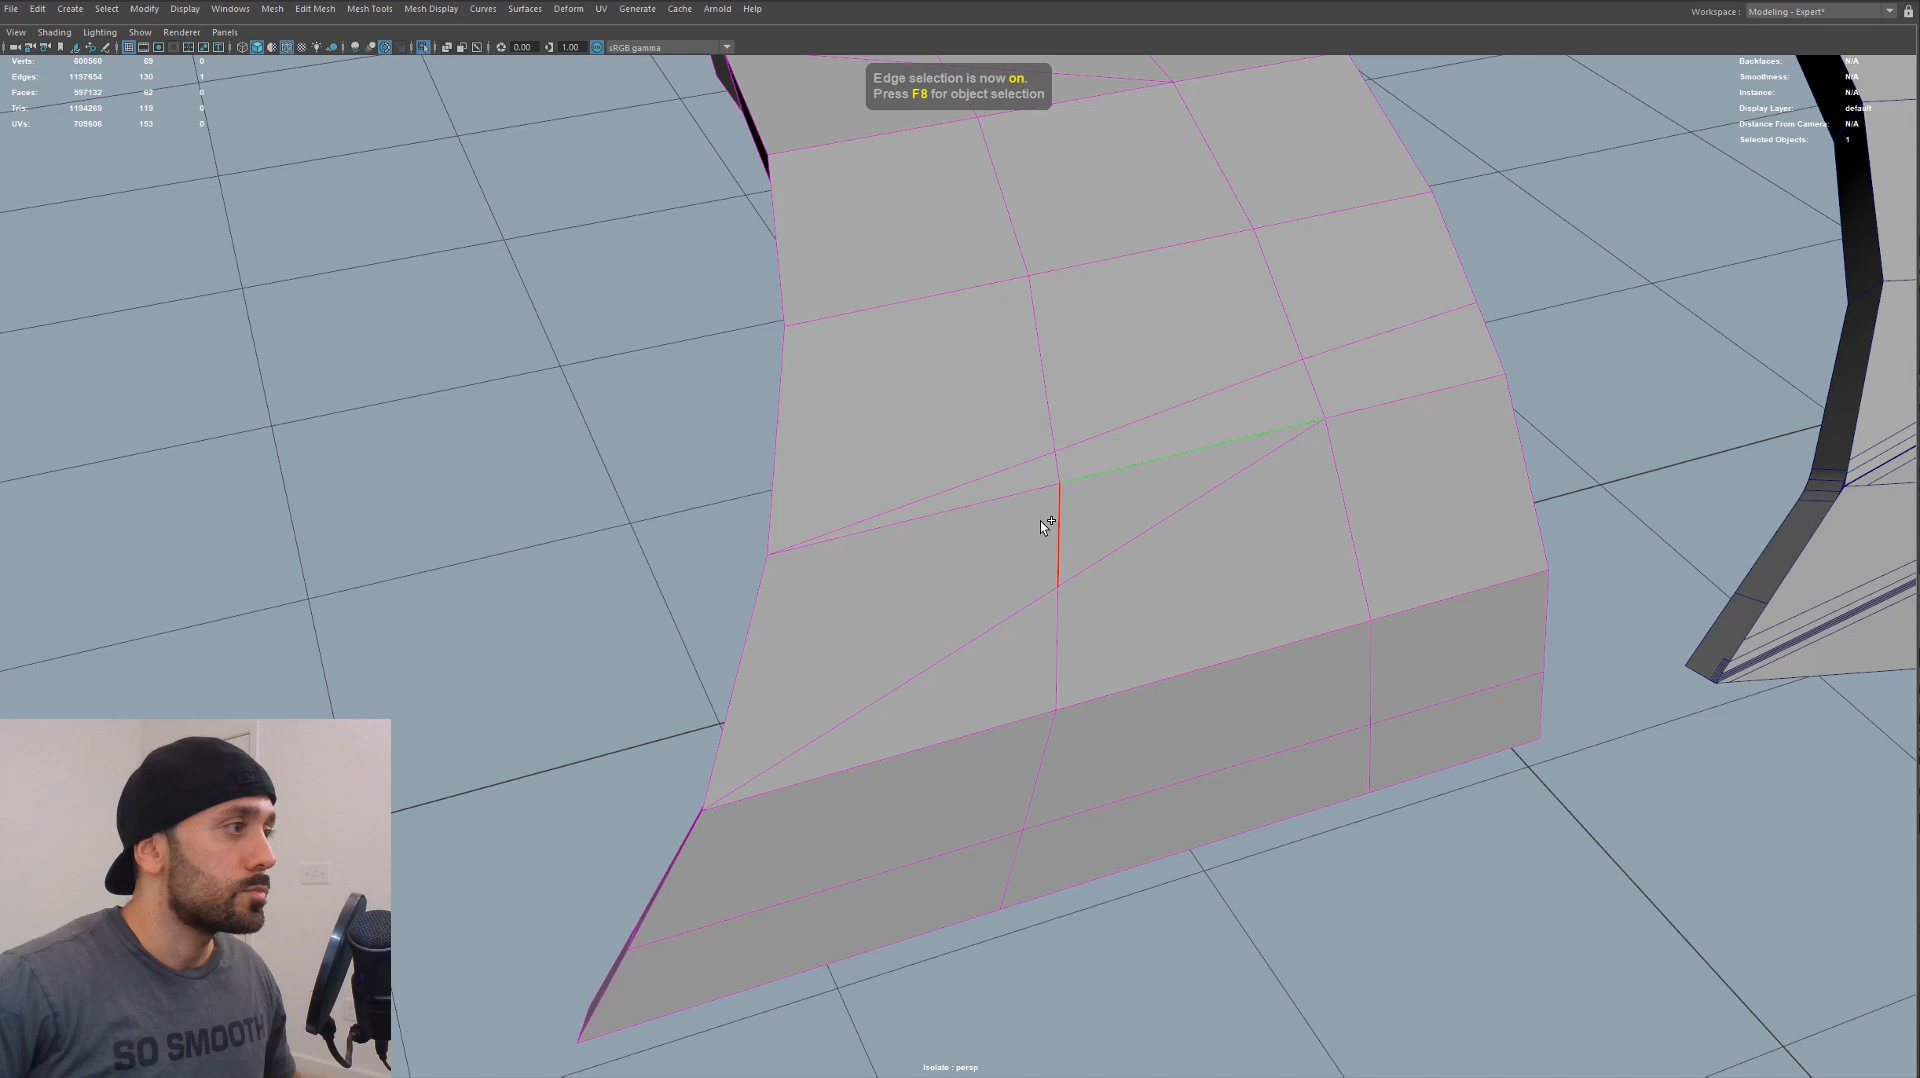 File Edit Create Select Modify Display Windows Mesh Edit Mesh Mesh Tools Mesh Display Curves Surfaces Deform UV Generate Cache Arnold Help
Workspace : Modeling - Expert*
View Shading Lighting Show Renderer Panels
0.00 1.00 sRGB gamma
Verts: 600560 69 0
Edges: 1197654 130 1
Faces: 597132 62 0
Tris: 1194269 119 0
UVs: 709606 153 0
Edge selection is now on.
Press F8 for object selection
Backfaces: N/A
Smoothness: N/A
Instance: N/A
Display Layer: default
Distance From Camera: N/A
Selected Objects: 1
SO SMOOTH
Isolate : persp